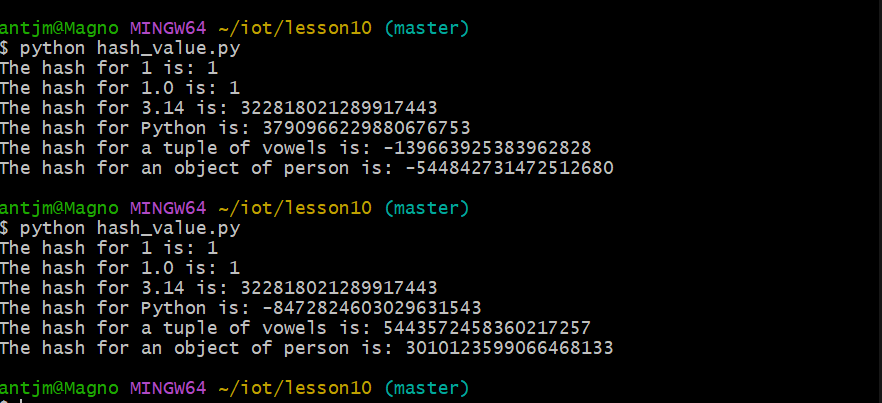 antjm@Magno MINGW64 ~/iot/lesson10 (master)
$ python hash_value.py
The hash for 1 is: 1
The hash for 1.0 is: 1
The hash for 3.14 is: 322818021289917443
The hash for Python is: 3790966229880676753
The hash for a tuple of vowels is: -139663925383962828
The hash for an object of person is: -544842731472512680
antjm@Magno MINGW64 ~/iot/lesson10 (master)
$ python hash_value.py
The hash for 1 is: 1
The hash for 1.0 is: 1
The hash for 3.14 is: 322818021289917443
The hash for Python is: -8472824603029631543
The hash for a tuple of vowels is: 5443572458360217257
The hash for an object of person is: 3010123599066468133
antjm@Magno MINGW64 ~/iot/lesson10 (master)